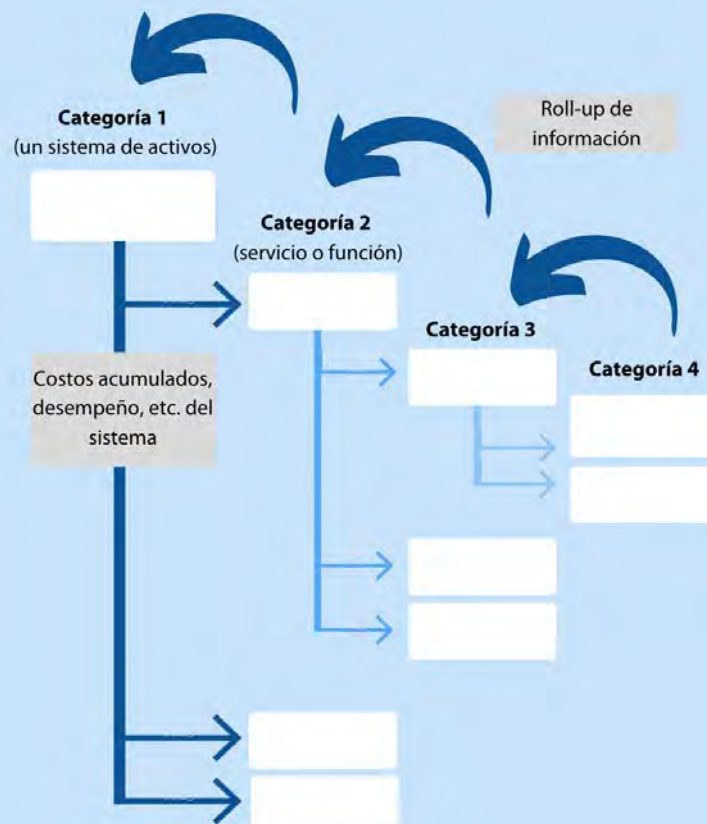 Categoría 1
(un sistema de activos)
Roll-up de
información
Categoría 2
(servicio o función)
Categoría 3
Categoría 4
Costos acumulados,
desempeño, etc. del
sistema